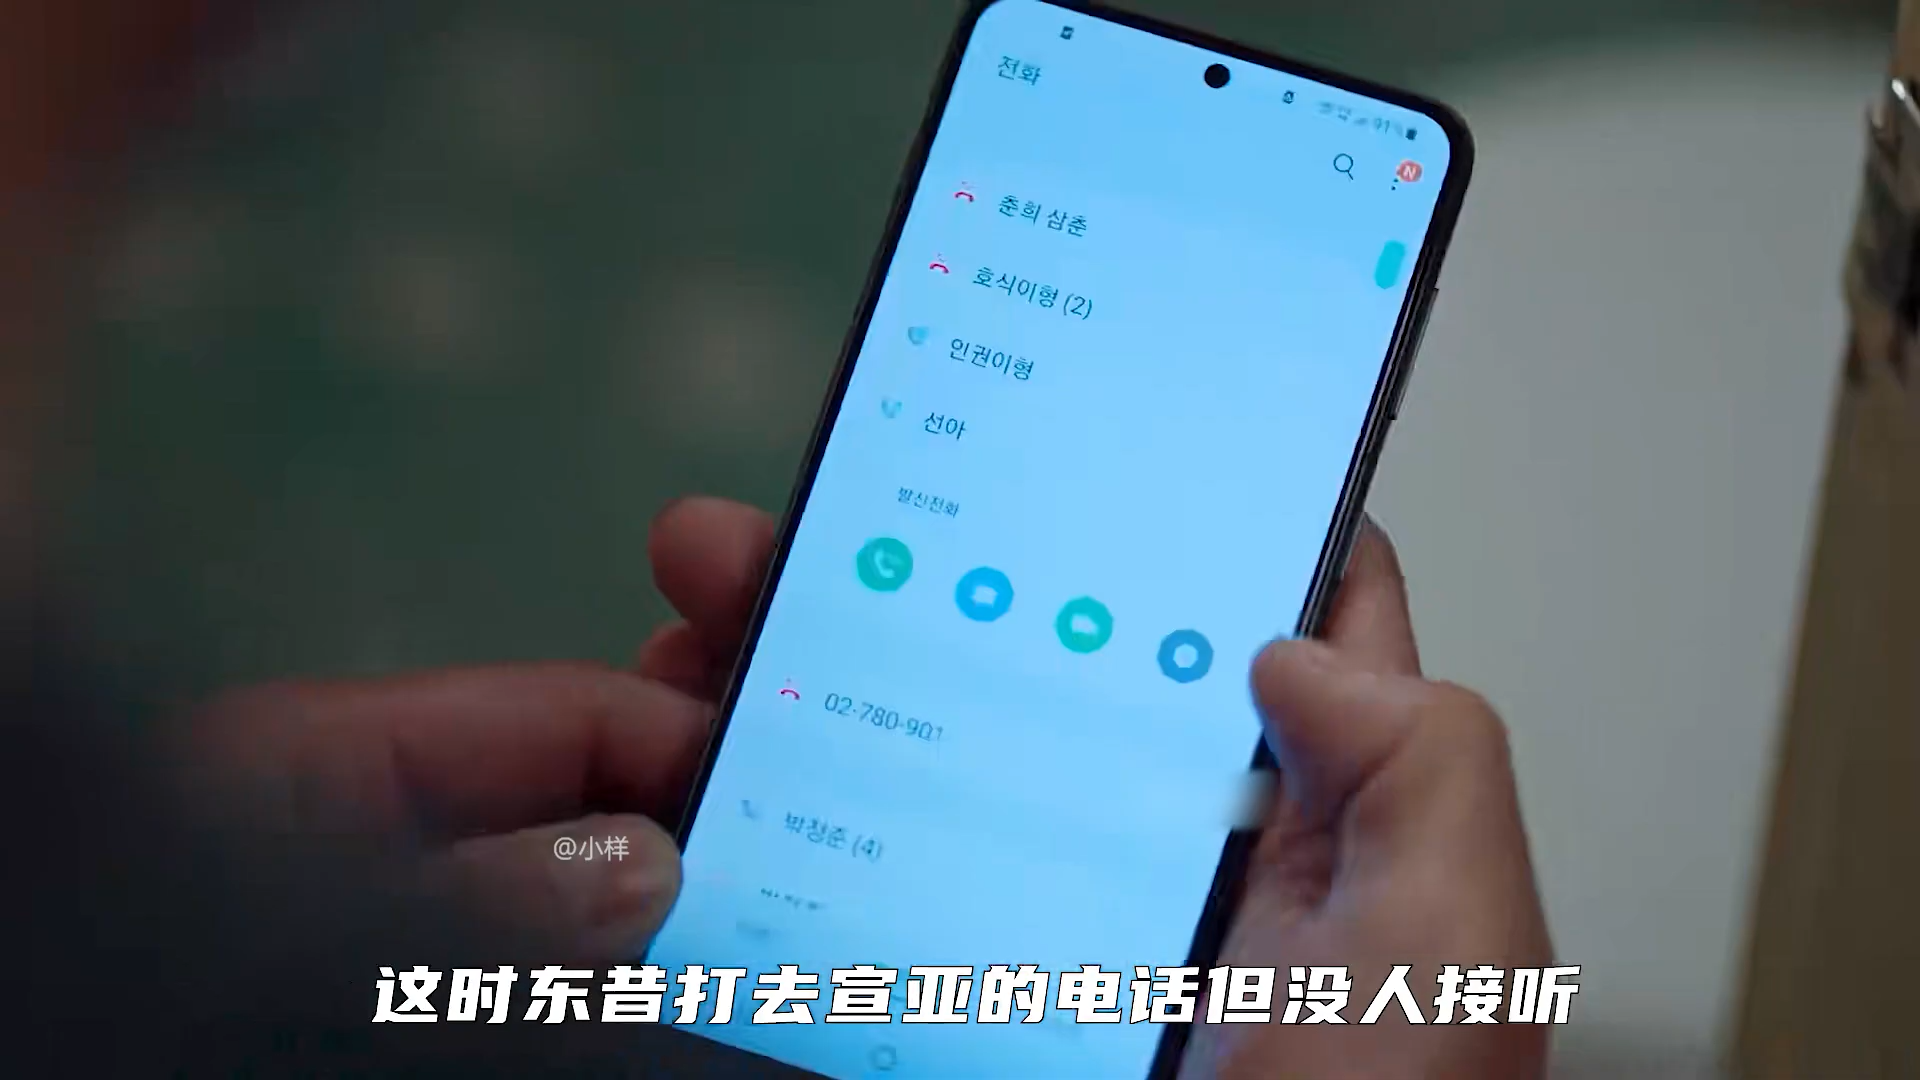 전화
91%
N
춘희 삼춘
호식이형 (2)
인권이형
선아
발신전화
02-780-901
박정준 (4)
@小样
这时东昔打去宣亚的电话但没人接听